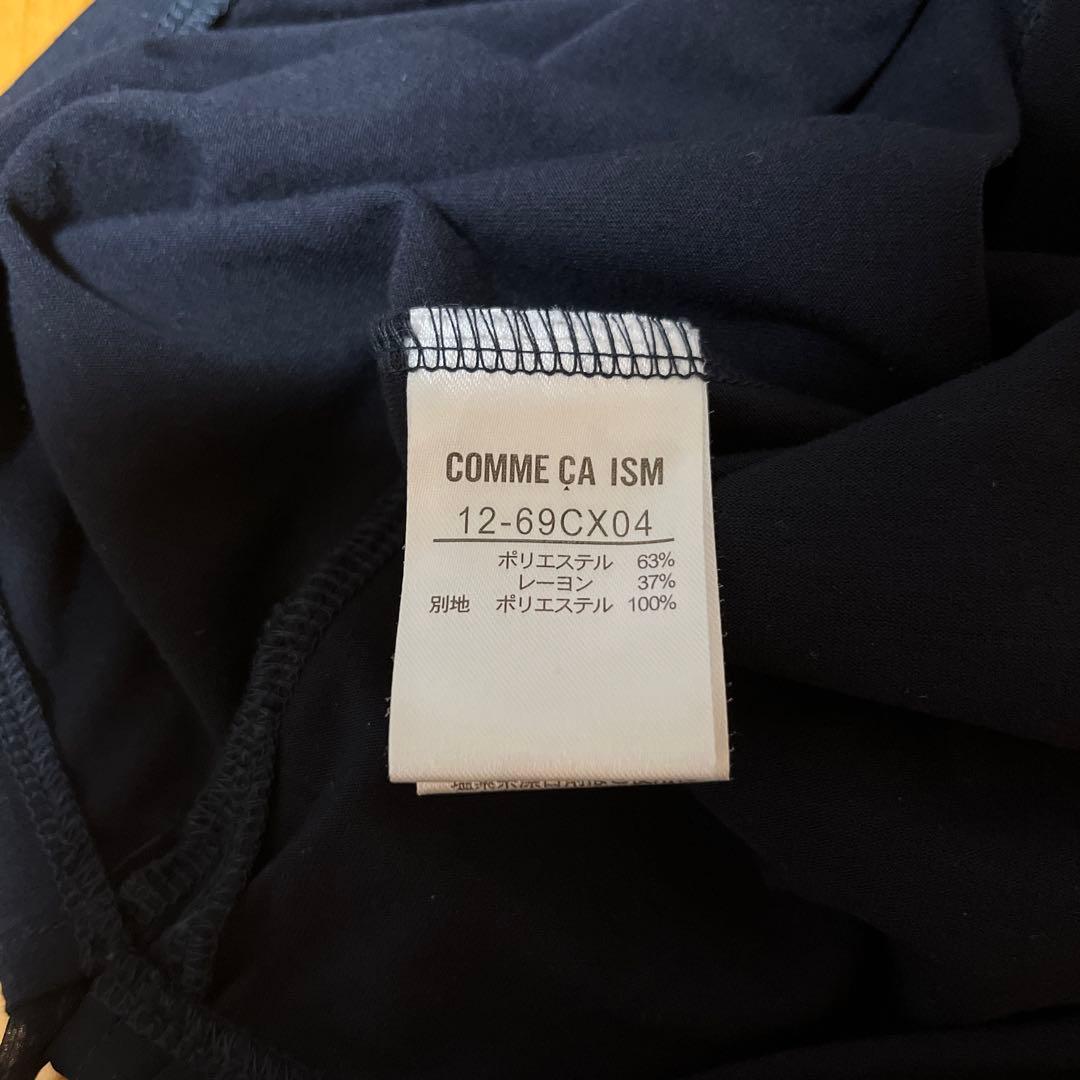 COMME ÇA ISM
12-69CX04
ポリエステル 63%
レーヨン 37%
別地 ポリエステル 100%